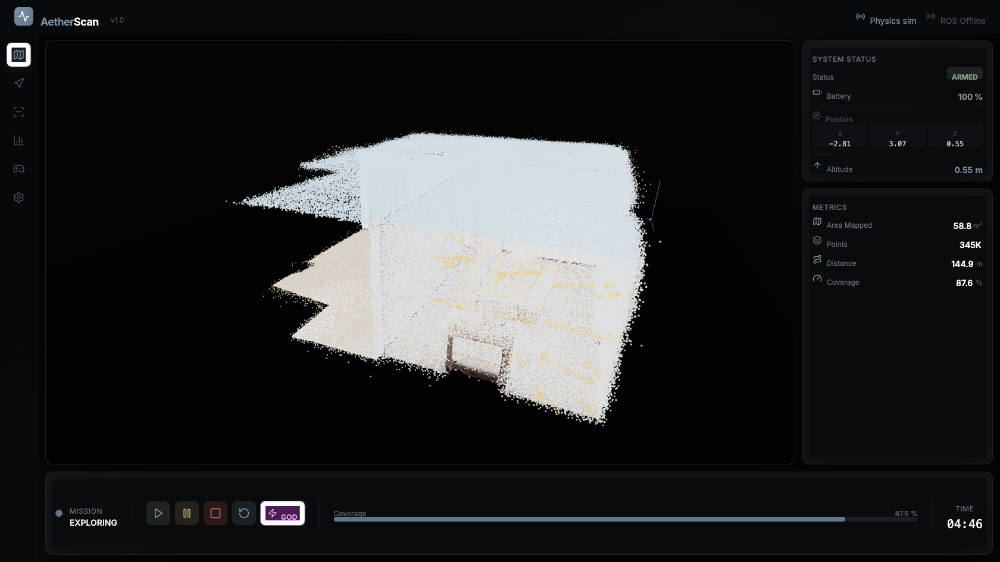 AetherScan v1.0
Physics sim
ROS Offline
SYSTEM STATUS
Status ARMED
Battery 100 %
Position
X Y Z
−2.81 3.07 0.55
Altitude 0.55 m
METRICS
Area Mapped 58.8 m²
Points 345K
Distance 144.9 m
Coverage 87.6 %
MISSION
EXPLORING
GOD
Coverage 87.6 %
TIME
04:46